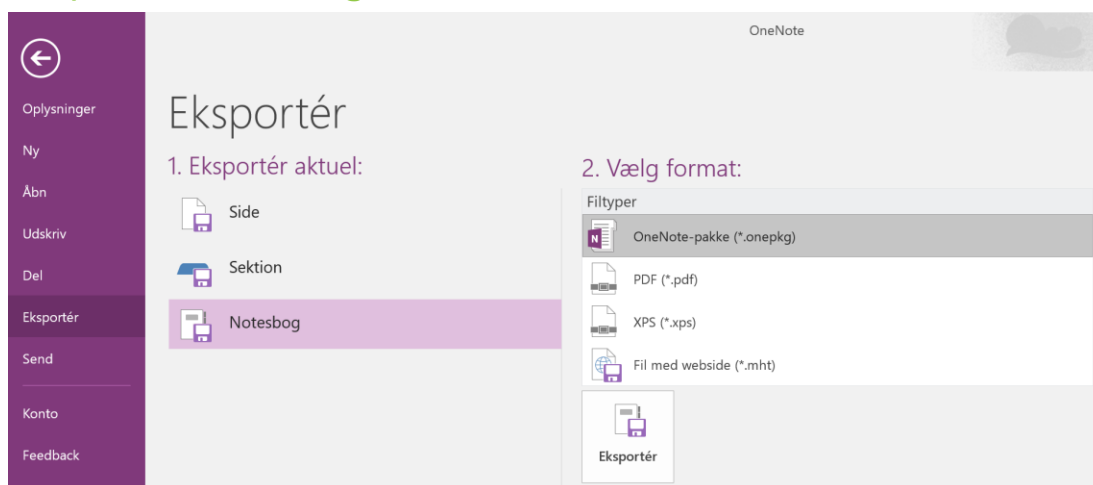 OneNote
Oplysninger
Ny
Åbn
Udskriv
Del
Eksportér
Send
Konto
Feedback
Eksportér
1. Eksportér aktuel:
Side
Sektion
Notesbog
2. Vælg format:
Filtyper
OneNote-pakke (*.onepkg)
PDF (*.pdf)
XPS (*.xps)
Fil med webside (*.mht)
Eksportér